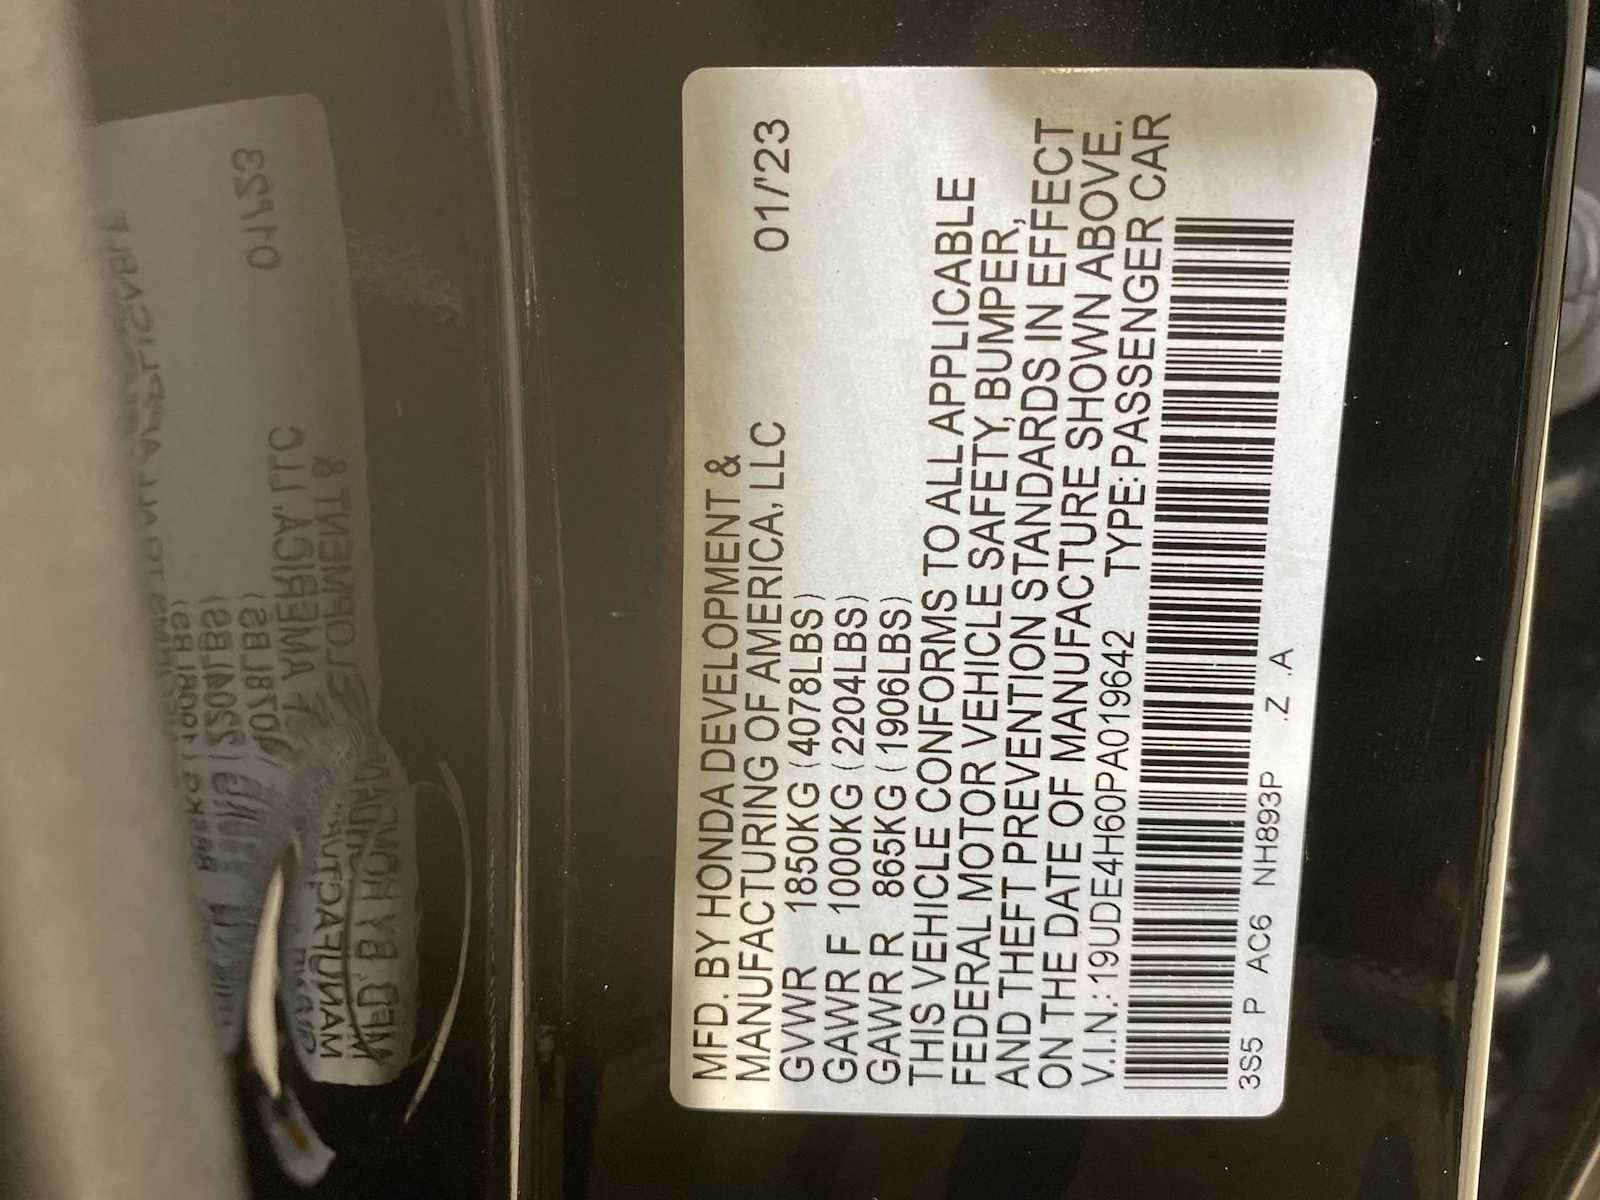 MFD. BY HONDA DEVELOPMENT &
MANUFACTURING OF AMERICA, LLC 01/'23
GVWR 1850KG (4078LBS)
GAWR F 1000KG (2204LBS)
GAWR R 865KG (1906LBS)
THIS VEHICLE CONFORMS TO ALL APPLICABLE
FEDERAL MOTOR VEHICLE SAFETY, BUMPER,
AND THEFT PREVENTION STANDARDS IN EFFECT
ON THE DATE OF MANUFACTURE SHOWN ABOVE.
V.I.N.: 19UDE4H60PA019642 TYPE: PASSENGER CAR
3S5 P AC6 NH893P .Z .A